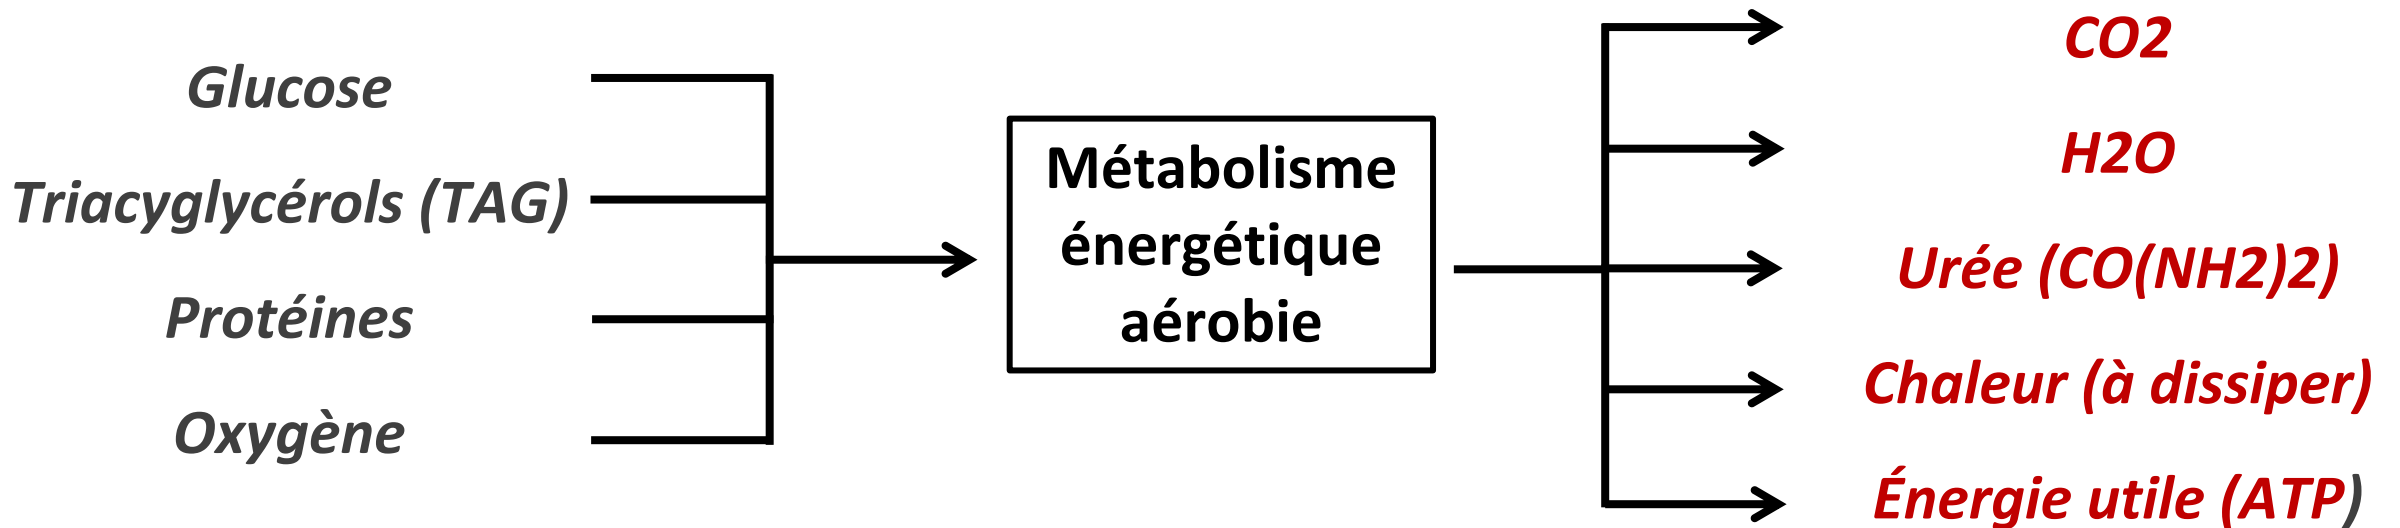 Glucose
Triacyglycérols (TAG)
Protéines
Oxygène
Métabolisme
énergétique
aérobie
CO2
H2O
Urée (CO(NH2)2)
Chaleur (à dissiper)
Énergie utile (ATP)